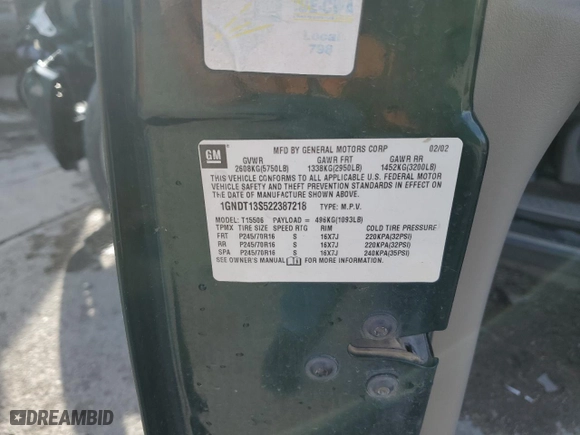 Local
798
GM
MFD BY GENERAL MOTORS CORP 02/02
GVWR GAWR FRT GAWR RR
2608KG(5750LB) 1338KG(2950LB) 1452KG(3200LB)
THIS VEHICLE CONFORMS TO ALL APPLICABLE U.S. FEDERAL MOTOR
VEHICLE SAFETY AND THEFT PREVENTION STANDARDS IN EFFECT ON
THE DATE OF MANUFACTURE SHOWN ABOVE.
1GNDT13S522387218 TYPE: M.P.V.
MODEL: T15506 PAYLOAD = 496KG(1093LB)
TPMX TIRE SIZE SPEED RTG RIM COLD TIRE PRESSURE
FRT P245/70R16 S 16X7J 220KPA(32PSI)
RR P245/70R16 S 16X7J 220KPA(32PSI)
SPA P245/70R16 S 16X7J 240KPA(35PSI)
SEE OWNER'S MANUAL FOR MORE INFORMATION.
DREAMBID